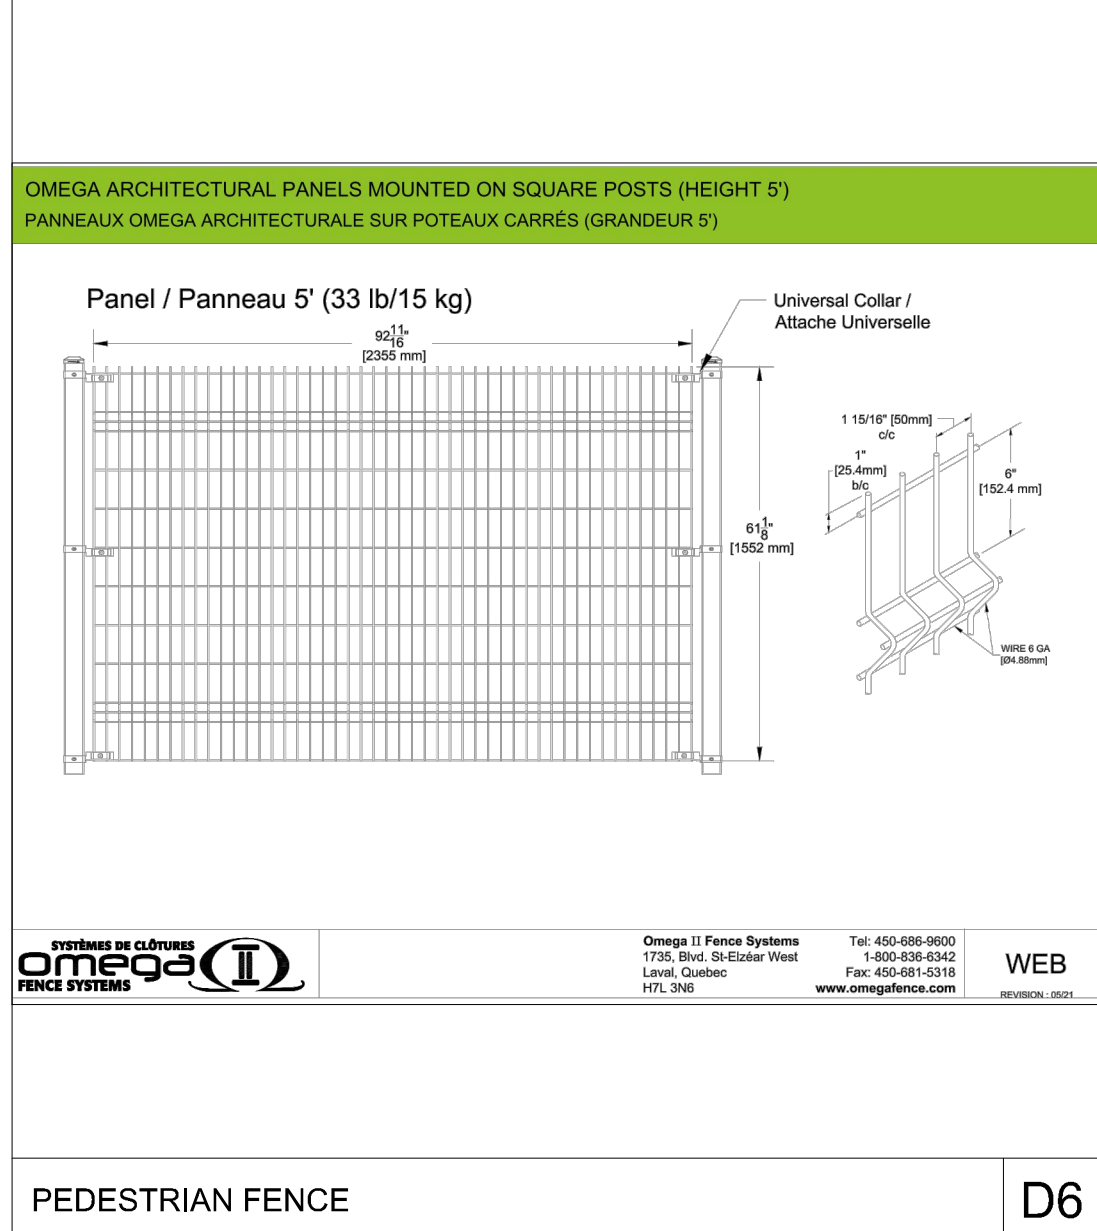 OMEGA ARCHITECTURAL PANELS MOUNTED ON SQUARE POSTS (HEIGHT 5')
PANNEAUX OMEGA ARCHITECTURALE SUR POTEAUX CARRÉS (GRANDEUR 5')
Panel / Panneau 5' (33 lb/15 kg)
Universal Collar /
Attache Universelle
92 11/16"
[2355 mm]
61 1/8"
[1552 mm]
1 15/16" [50mm]
c/c
1"
[25.4mm]
b/c
6"
[152.4 mm]
WIRE 6 GA
[Ø4.88mm]
SYSTÈMES DE CLÔTURES
omega II
FENCE SYSTEMS
Omega II Fence Systems
1735, Blvd. St-Elzéar West
Laval, Quebec
H7L 3N6
Tel: 450-686-9600
1-800-836-6342
Fax: 450-681-5318
www.omegafence.com
WEB
REVISION : 05/21
PEDESTRIAN FENCE
D6